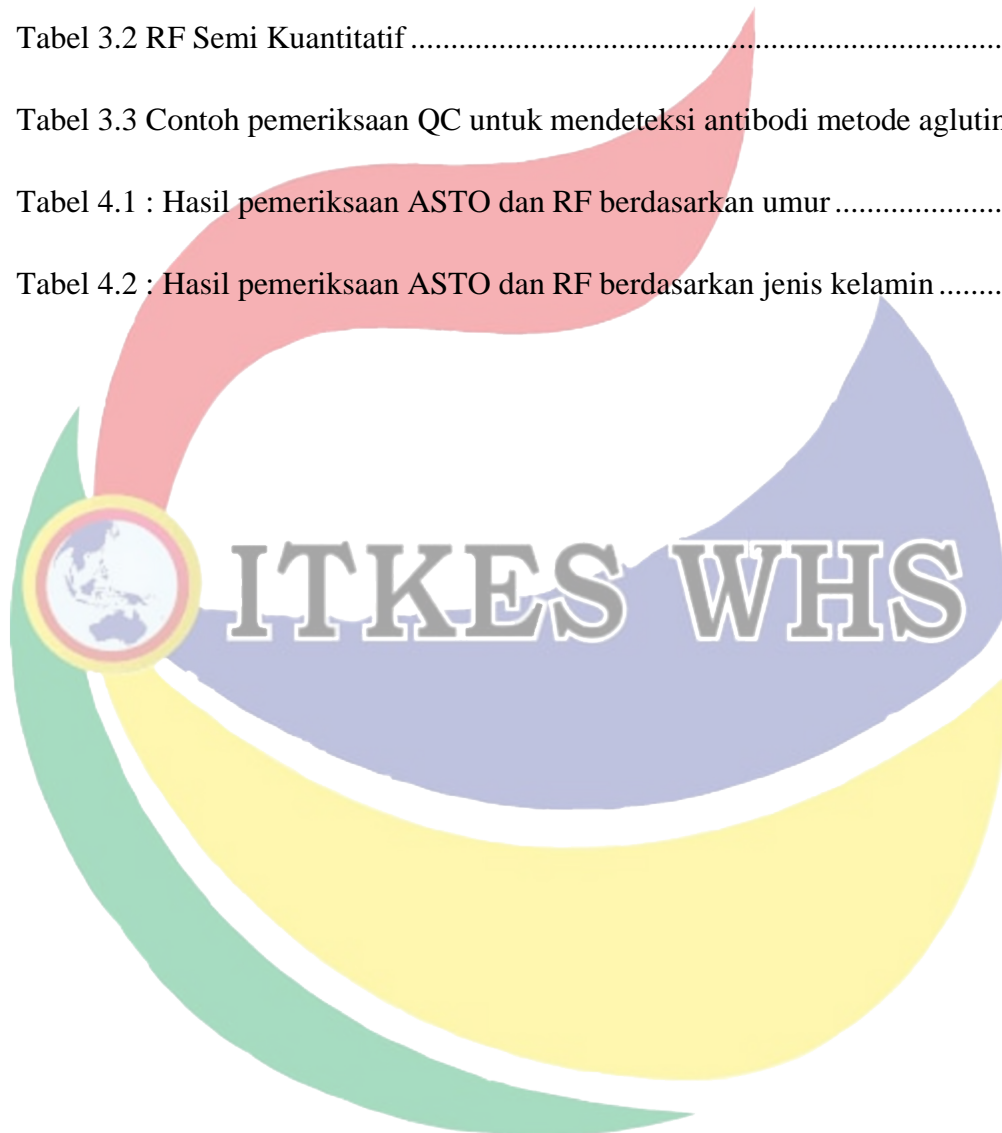 Tabel 3.2 RF Semi Kuantitatif ..........................................................................
Tabel 3.3 Contoh pemeriksaan QC untuk mendeteksi antibodi metode
Tabel 4.1 : Hasil pemeriksaan ASTO dan RF berdasarkan umur .....................
Tabel 4.2 : Hasil pemeriksaan ASTO dan RF berdasarkan jenis kelamin ........
ITKES WHS